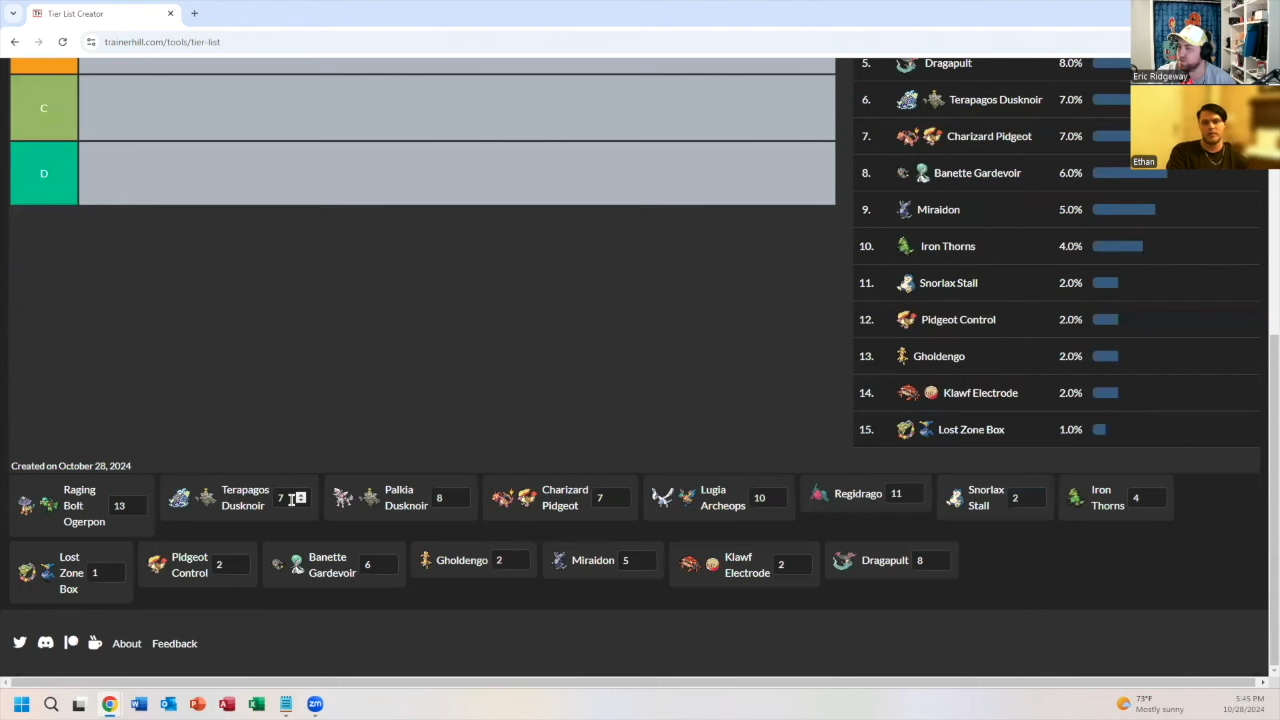 Tier List Creator
trainerhill.com/tools/tier-list
Eric Ridgeway
Ethan
C
D
5. Dragapult 8.0%
6. Terapagos Dusknoir 7.0%
7. Charizard Pidgeot 7.0%
8. Banette Gardevoir 6.0%
9. Miraidon 5.0%
10. Iron Thorns 4.0%
11. Snorlax Stall 2.0%
12. Pidgeot Control 2.0%
13. Gholdengo 2.0%
14. Klawf Electrode 2.0%
15. Lost Zone Box 1.0%
Created on October 28, 2024
Raging Bolt Ogerpon 13
Terapagos Dusknoir 7
Palkia Dusknoir 8
Charizard Pidgeot 7
Lugia Archeops 10
Regidrago 11
Snorlax Stall 2
Iron Thorns 4
Lost Zone Box 1
Pidgeot Control 2
Banette Gardevoir 6
Gholdengo 2
Miraidon 5
Klawf Electrode 2
Dragapult 8
About Feedback
73°F
Mostly sunny
5:45 PM
10/28/2024